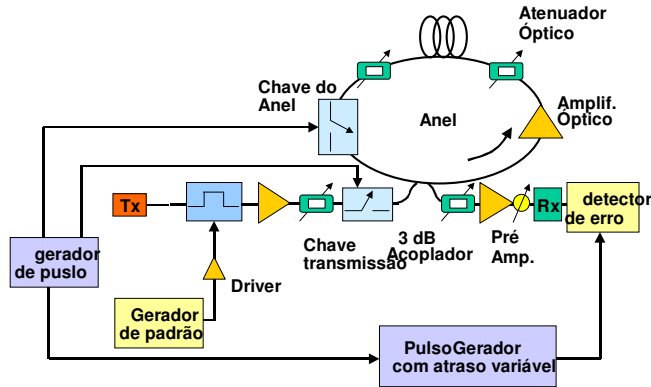 Atenuador
Óptico
Chave do
Anel
Anel
Amplif.
Óptico
Tx
Chave
transmissão
3 dB
Acoplador
Pré
Amp.
Rx
detector
de erro
gerador
de puslo
Driver
Gerador
de padrão
PulsoGerador
com atraso variável